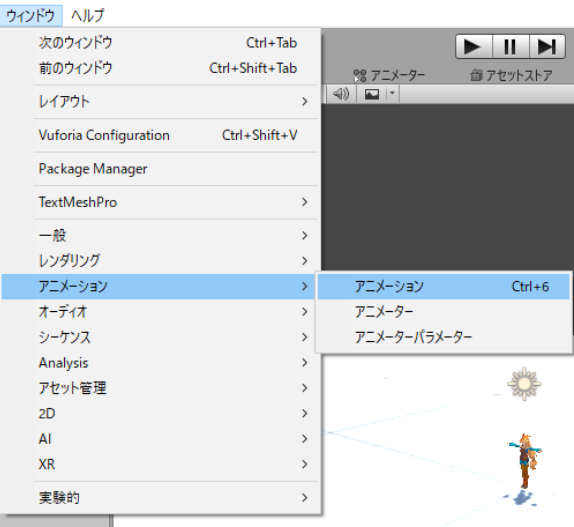 ウィンドウ ヘルプ
次のウィンドウ Ctrl+Tab
前のウィンドウ Ctrl+Shift+Tab
アニメーター アセットストア
レイアウト
Vuforia Configuration Ctrl+Shift+V
Package Manager
TextMeshPro
一般
レンダリング
アニメーション
アニメーション Ctrl+6
オーディオ
アニメーター
シーケンス
アニメーターパラメーター
Analysis
アセット管理
2D
AI
XR
実験的